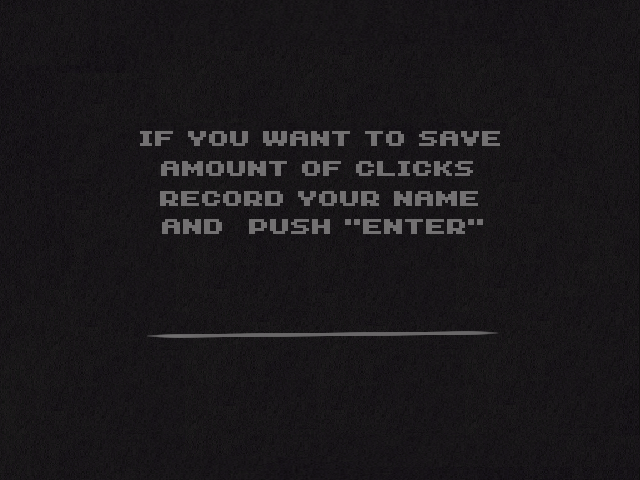 IF YOU WANT TO SAVE
AMOUNT OF CLICKS
RECORD YOUR NAME
AND PUSH "ENTER"